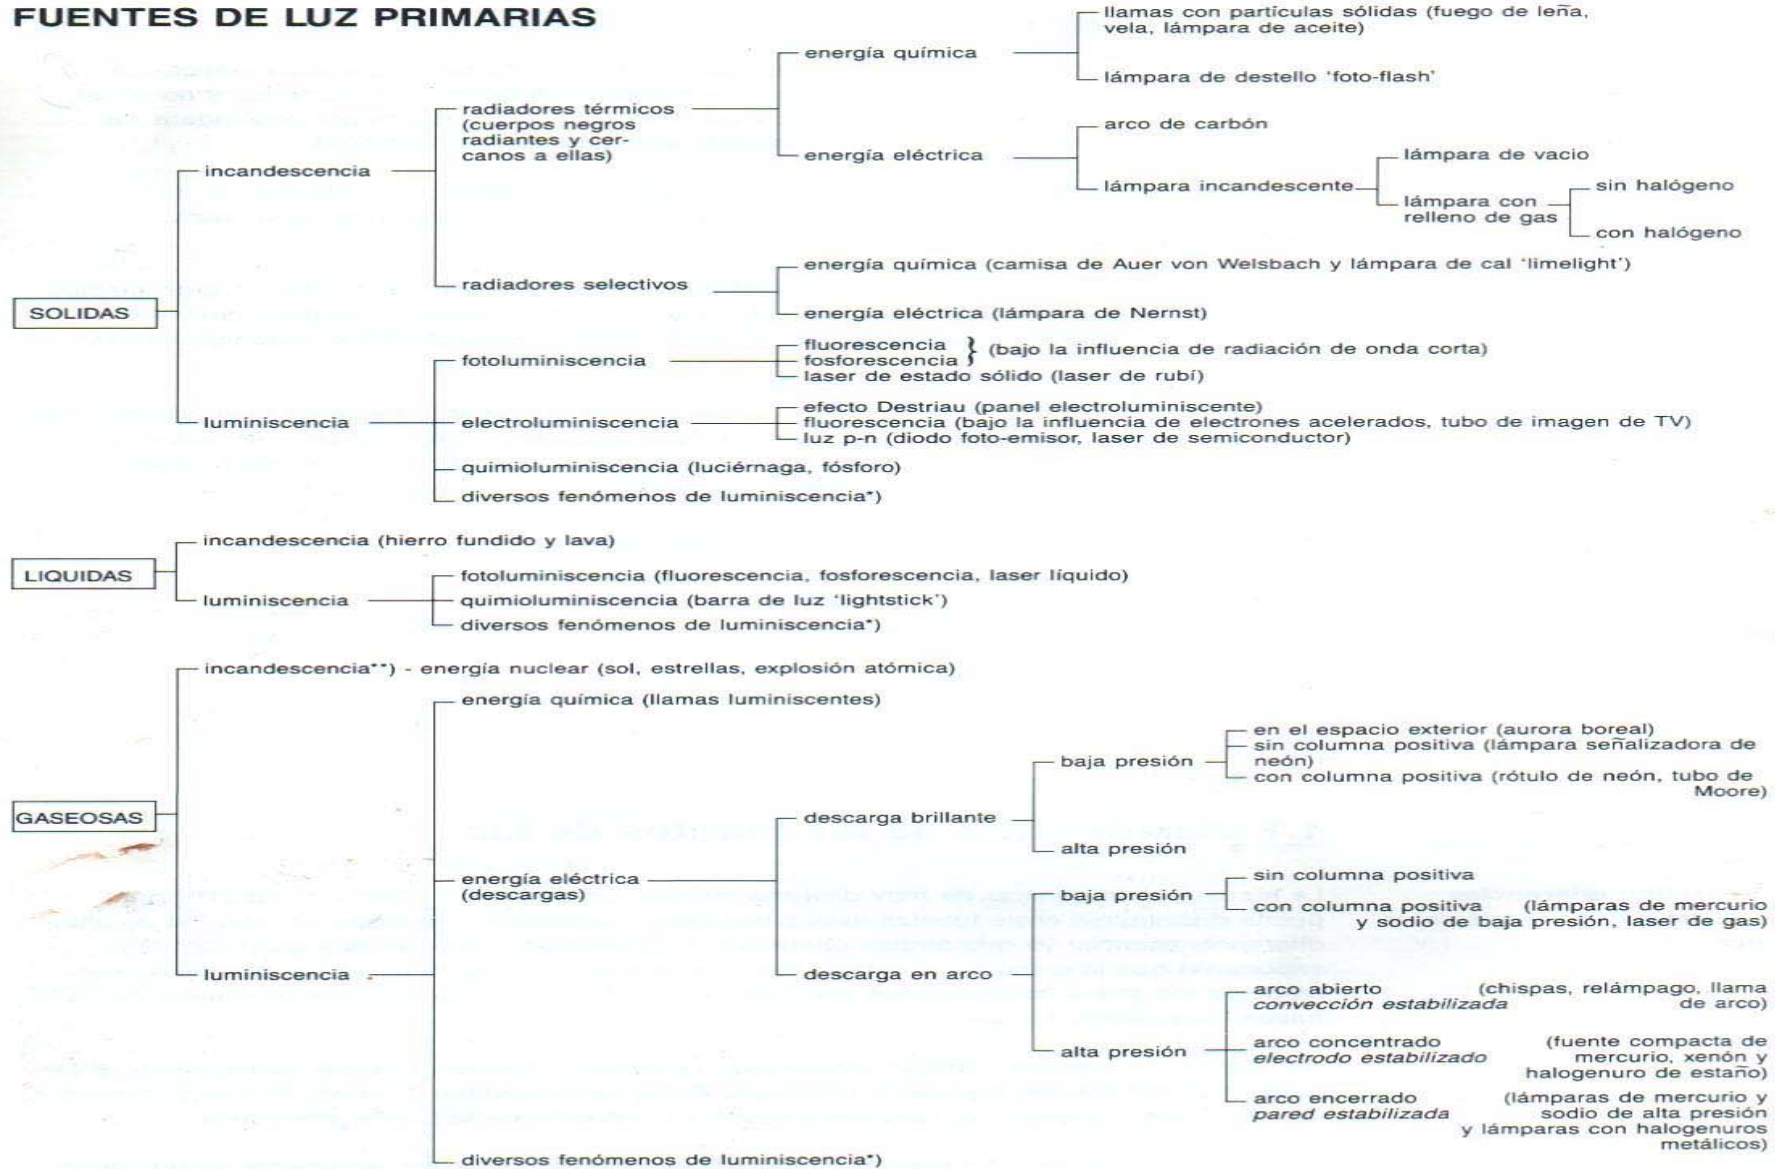 FUENTES DE LUZ PRIMARIAS
llamas con partículas sólidas (fuego de leña,
vela, lámpara de aceite)
energía química
lámpara de destello ‘foto-flash’
radiadores térmicos
(cuerpos negros
radiantes y cer-
canos a ellas)
arco de carbón
energía eléctrica
lámpara de vacio
incandescencia
lámpara incandescente
sin halógeno
lámpara con
relleno de gas
con halógeno
energía química (camisa de Auer von Welsbach y lámpara de cal ‘limelight’)
radiadores selectivos
SOLIDAS
energía eléctrica (lámpara de Nernst)
fluorescencia
fosforescencia } (bajo la influencia de radiación de onda corta)
fotoluminiscencia
laser de estado sólido (laser de rubí)
efecto Destriau (panel electroluminiscente)
luminiscencia
electroluminiscencia
fluorescencia (bajo la influencia de electrones acelerados, tubo de imagen de TV)
luz p-n (diodo foto-emisor, laser de semiconductor)
quimioluminiscencia (luciérnaga, fósforo)
diversos fenómenos de luminiscencia*)
incandescencia (hierro fundido y lava)
LIQUIDAS
fotoluminiscencia (fluorescencia, fosforescencia, laser líquido)
luminiscencia
quimioluminiscencia (barra de luz ‘lightstick’)
diversos fenómenos de luminiscencia*)
incandescencia**) - energía nuclear (sol, estrellas, explosión atómica)
energía química (llamas luminiscentes)
en el espacio exterior (aurora boreal)
baja presión
sin columna positiva (lámpara señalizadora de
neón)
con columna positiva (rótulo de neón, tubo de
Moore)
GASEOSAS
descarga brillante
alta presión
energía eléctrica
(descargas)
baja presión
sin columna positiva
con columna positiva (lámparas de mercurio
y sodio de baja presión, laser de gas)
luminiscencia
descarga en arco
arco abierto (chispas, relámpago, llama
convección estabilizada de arco)
alta presión
arco concentrado (fuente compacta de
electrodo estabilizado mercurio, xenón y
halogenuro de estaño)
arco encerrado (lámparas de mercurio y
pared estabilizada sodio de alta presión
y lámparas con halogenuros
metálicos)
diversos fenómenos de luminiscencia*)